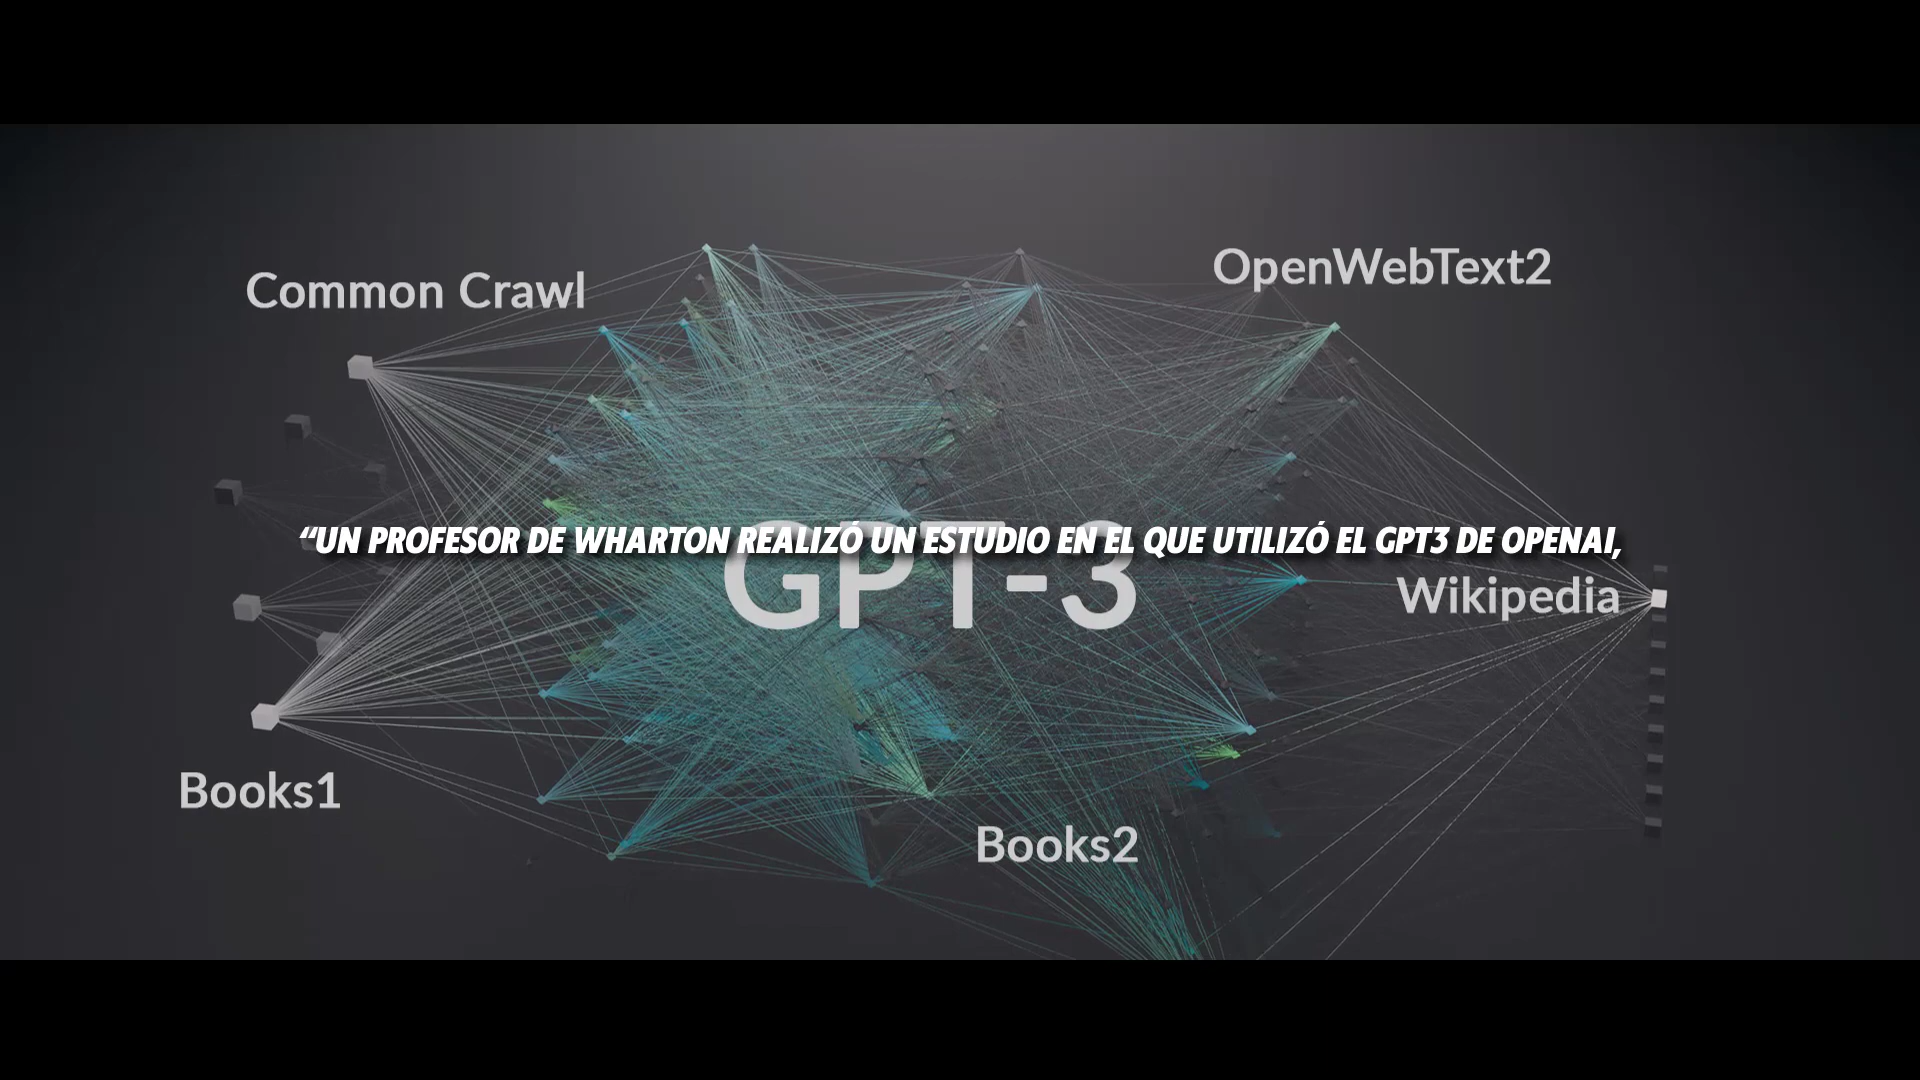 OpenWebText2
Common Crawl
“UN PROFESOR DE WHARTON REALIZÓ UN ESTUDIO EN EL QUE UTILIZÓ EL GPT3 DE OPENAI,
GPT-3
Wikipedia
Books1
Books2